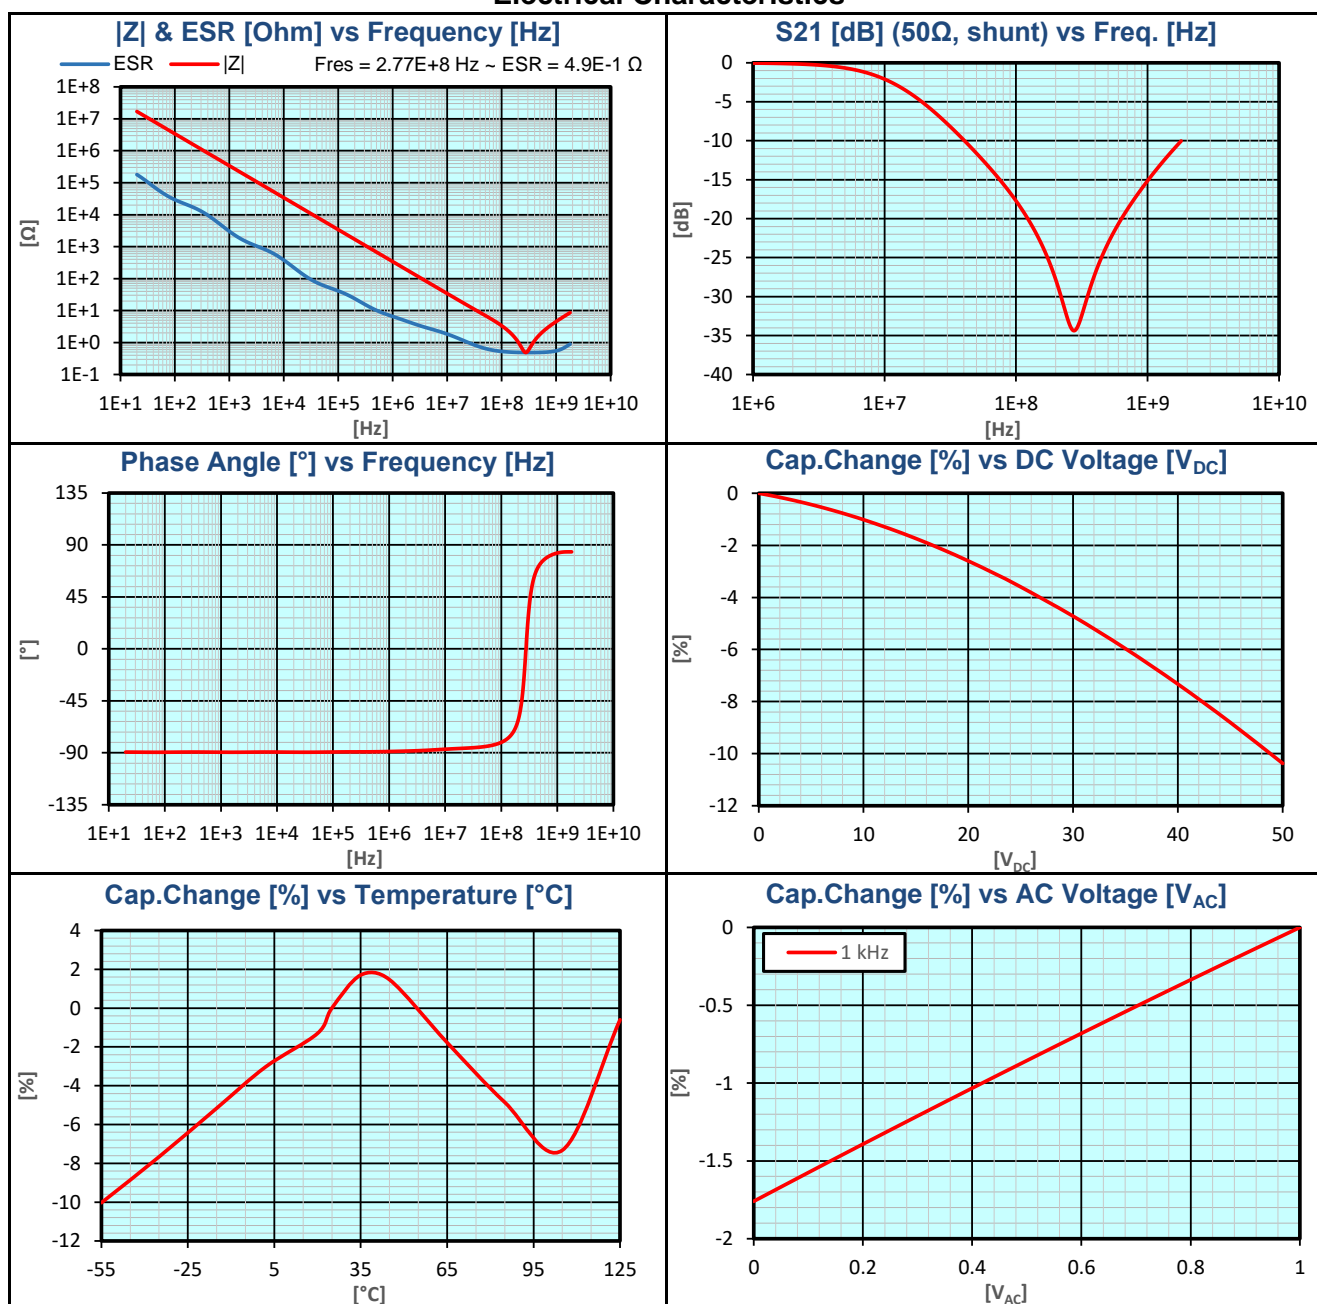 |Z| & ESR [Ohm] vs Frequency [Hz]
ESR |Z| Fres = 2.77E+8 Hz ~ ESR = 4.9E-1 Ω
1E+8
1E+7
1E+6
1E+5
1E+4
1E+3
1E+2
1E+1
1E+0
1E-1
[Ω]
1E+1 1E+2 1E+3 1E+4 1E+5 1E+6 1E+7 1E+8 1E+9 1E+10
[Hz]
S21 [dB] (50Ω, shunt) vs Freq. [Hz]
0
-5
-10
-15
-20
-25
-30
-35
-40
[dB]
1E+6 1E+7 1E+8 1E+9 1E+10
[Hz]
Phase Angle [°] vs Frequency [Hz]
135
90
45
0
-45
-90
-135
[°]
1E+1 1E+2 1E+3 1E+4 1E+5 1E+6 1E+7 1E+8 1E+9 1E+10
[Hz]
Cap.Change [%] vs DC Voltage [VDC]
0
-2
-4
-6
-8
-10
-12
[%]
0 10 20 30 40 50
[VDC]
Cap.Change [%] vs Temperature [°C]
4
2
0
-2
-4
-6
-8
-10
-12
[%]
-55 -25 5 35 65 95 125
[°C]
Cap.Change [%] vs AC Voltage [VAC]
1 kHz
0
-0.5
-1
-1.5
-2
[%]
0 0.2 0.4 0.6 0.8 1
[VAC]